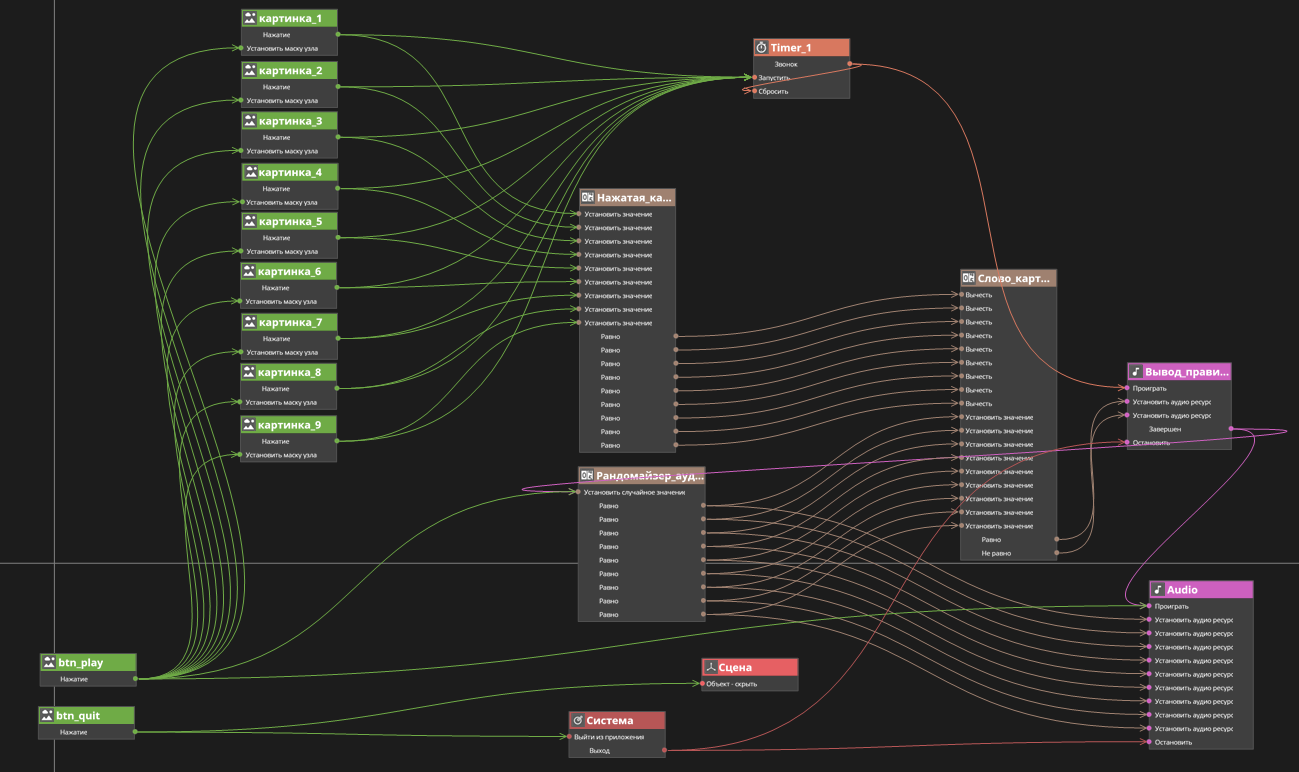 картинка_1
Нажатие
Установить маску узла
картинка_2
Нажатие
Установить маску узла
картинка_3
Нажатие
Установить маску узла
картинка_4
Нажатие
Установить маску узла
картинка_5
Нажатие
Установить маску узла
картинка_6
Нажатие
Установить маску узла
картинка_7
Нажатие
Установить маску узла
картинка_8
Нажатие
Установить маску узла
картинка_9
Нажатие
Установить маску узла
btn_play
Нажатие
btn_quit
Нажатие
Нажатая_ка...
Установить значение
Установить значение
Установить значение
Установить значение
Установить значение
Установить значение
Установить значение
Установить значение
Установить значение
Равно
Равно
Равно
Равно
Равно
Равно
Равно
Равно
Равно
Рандомайзер_ауд...
Установить случайное значени
Равно
Равно
Равно
Равно
Равно
Равно
Равно
Равно
Равно
Система
Выйти из приложения
Выход
Сцена
Объект - скрыть
Timer_1
Звонок
Запустить
Сбросить
Слово_карт...
Вычесть
Вычесть
Вычесть
Вычесть
Вычесть
Вычесть
Вычесть
Вычесть
Вычесть
Установить значение
Установить значение
Установить значение
Установить значение
Установить значение
Установить значение
Установить значение
Установить значение
Установить значение
Равно
Не равно
Вывод_прави...
Проиграть
Установить аудио ресурс
Установить аудио ресурс
Завершен
Остановить
Audio
Проиграть
Установить аудио ресурс
Установить аудио ресурс
Установить аудио ресурс
Установить аудио ресурс
Установить аудио ресурс
Установить аудио ресурс
Установить аудио ресурс
Установить аудио ресурс
Установить аудио ресурс
Остановить